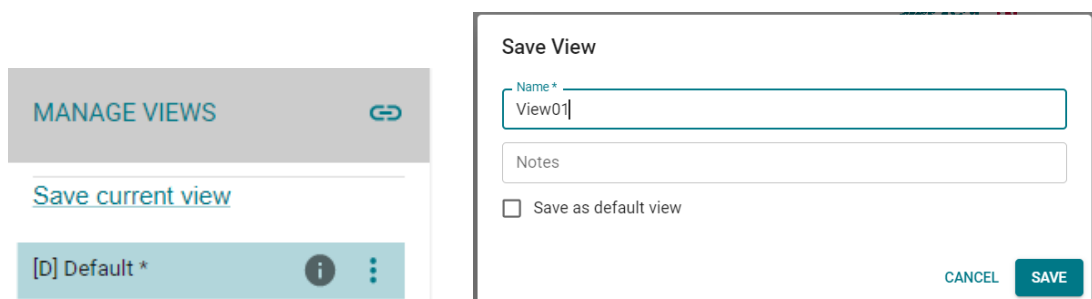 MANAGE VIEWS
Save current view
[D] Default *
Save View
Name *
View01
Notes
Save as default view
CANCEL SAVE